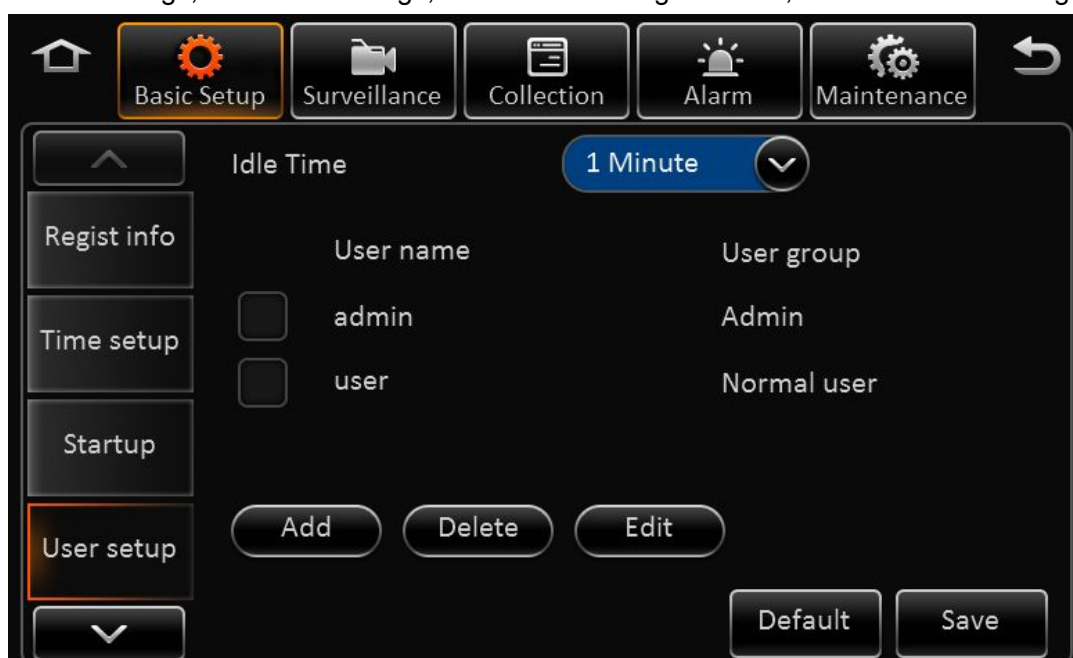 Basic Setup Surveillance Collection Alarm Maintenance
Idle Time 1 Minute
Regist info
User name User group
admin Admin
Time setup
user Normal user
Startup
Add Delete Edit
User setup
Default Save